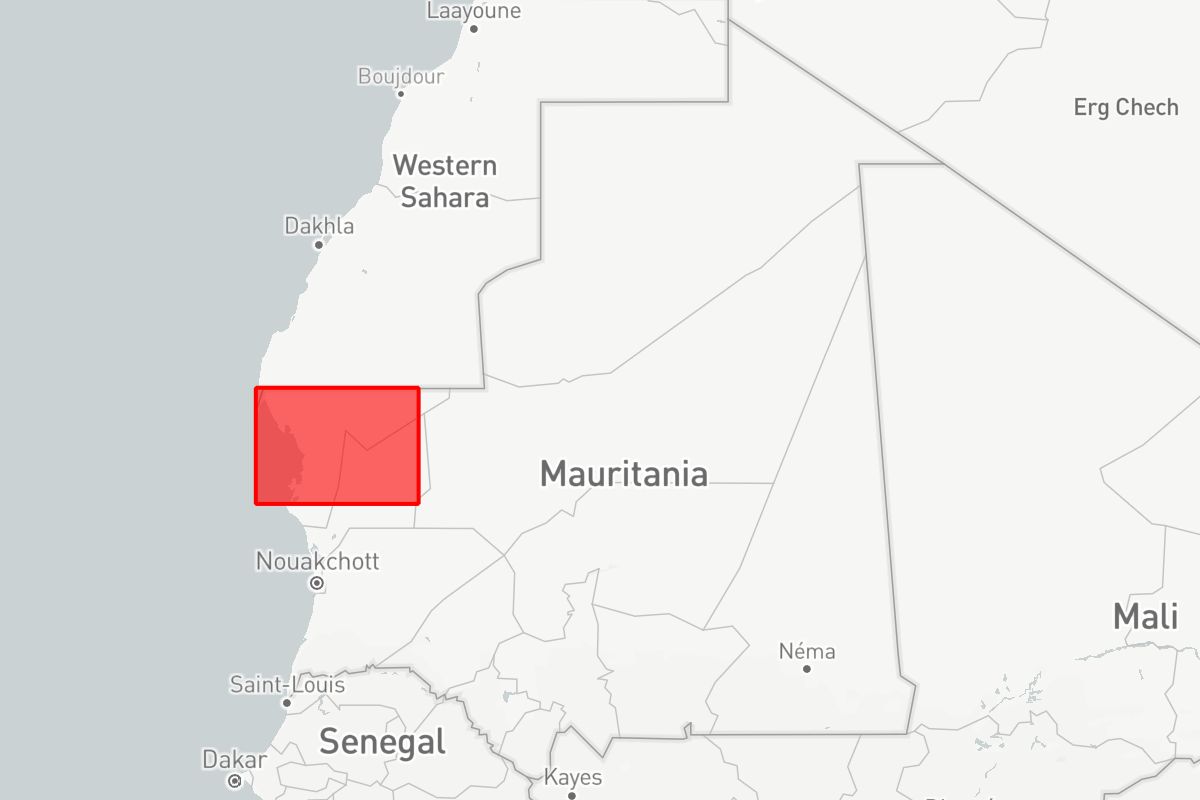 Laayoune
Boujdour
Erg Chech
Western
Sahara
Dakhla
Mauritania
Nouakchott
Mali
Néma
Saint-Louis
Senegal
Dakar
Kayes